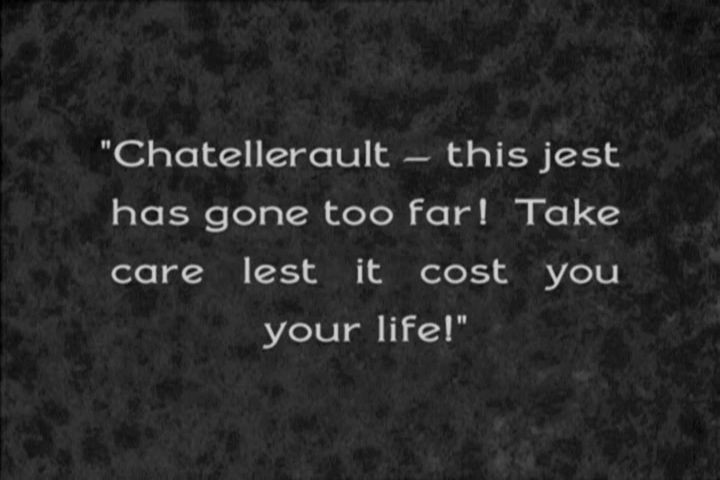 "Chatellerault – this jest
has gone too far! Take
care lest it cost you
your life!"